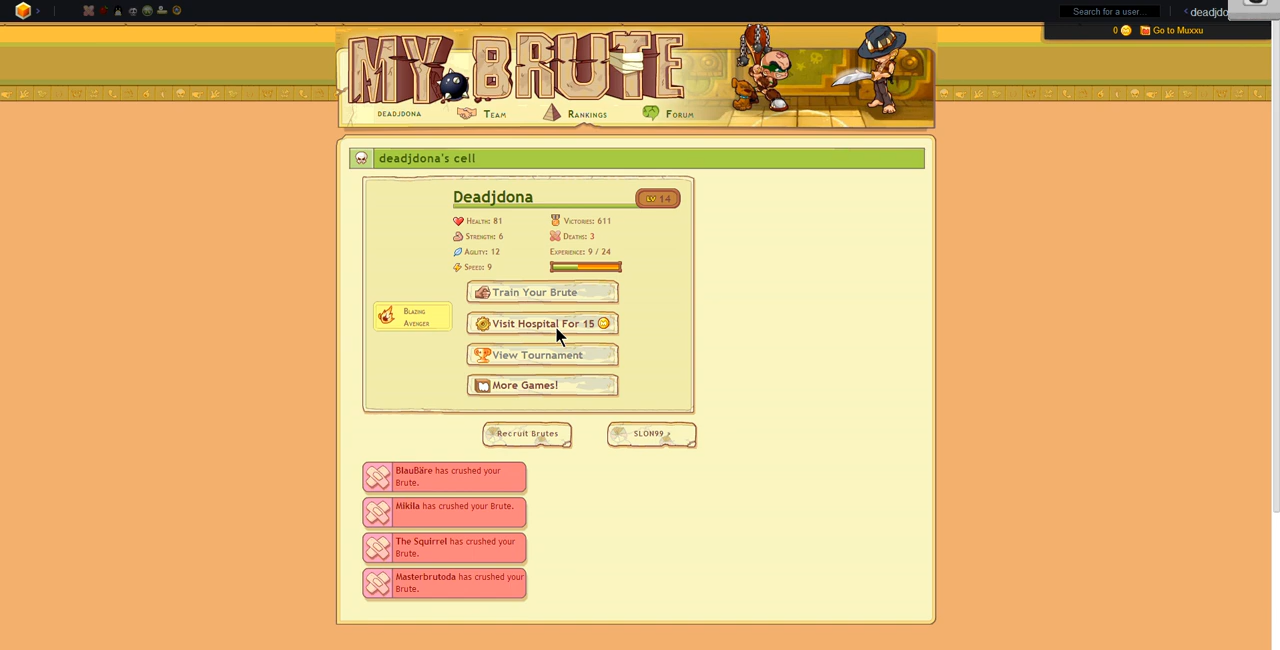 Search for a user...
0 Go to Muxxu
MY BRUTE
DEADJDONA TEAM RANKINGS FORUM
deadjdona's cell
Deadjdona
LV 14
HEALTH: 81
STRENGTH: 6
AGILITY: 12
SPEED: 9
VICTORIES: 611
DEATHS: 3
EXPERIENCE: 9 / 24
BLAZING
AVENGER
Train Your Brute
Visit Hospital For 15
View Tournament
More Games!
Recruit Brutes
SLON99
BlauBäre has crushed your
Brute.
Mikila has crushed your Brute.
The Squirrel has crushed your
Brute.
Masterbrutoda has crushed your
Brute.